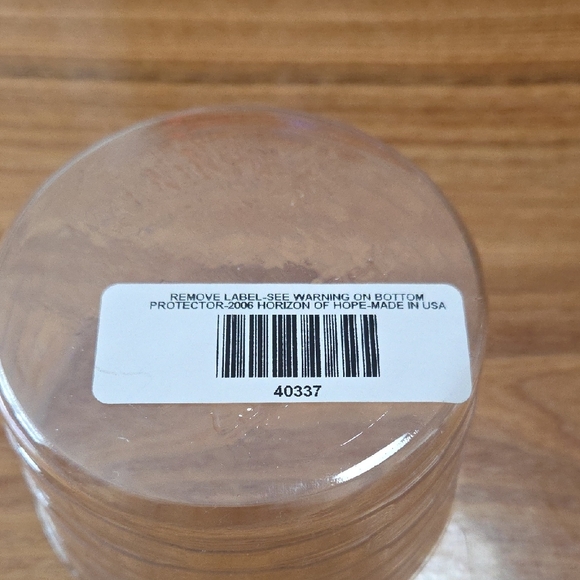 REMOVE LABEL-SEE WARNING ON BOTTOM
PROTECTOR-2006 HORIZON OF HOPE-MADE IN USA
40337